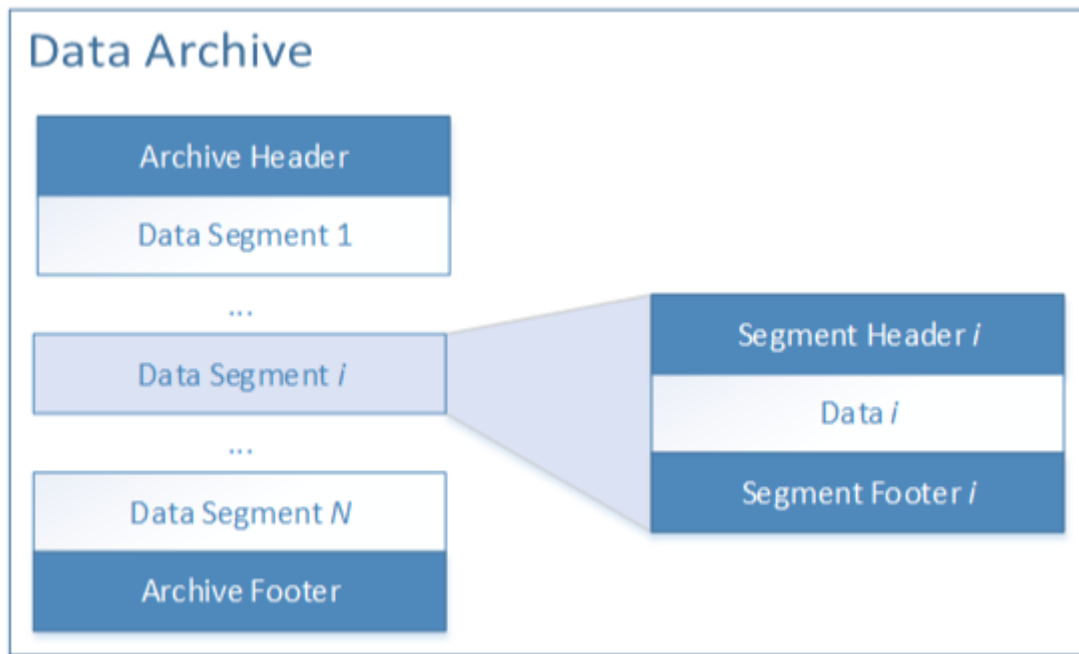 Data Archive
Archive Header
Data Segment 1
...
Data Segment i
...
Data Segment N
Archive Footer
Segment Header i
Data i
Segment Footer i